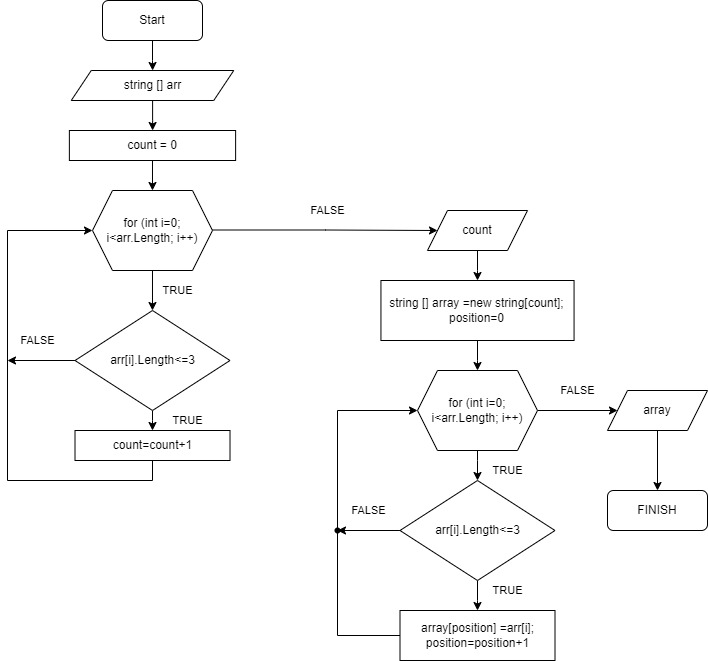 Start
string [] arr
count = 0
for (int i=0;
i<arr.Length; i++)
TRUE
FALSE
arr[i].Length<=3
TRUE
count=count+1
FALSE
count
string [] array =new string[count];
position=0
for (int i=0;
i<arr.Length; i++)
FALSE
array
FINISH
TRUE
FALSE
arr[i].Length<=3
TRUE
array[position] =arr[i];
position=position+1